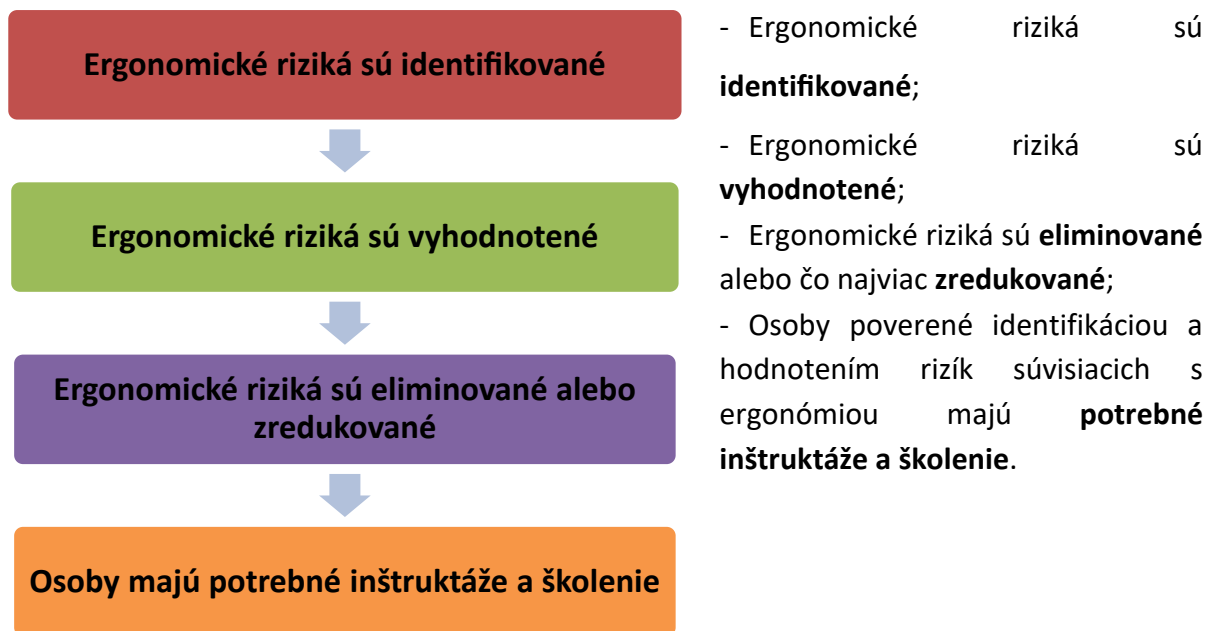 Ergonomické riziká sú identifikované
Ergonomické riziká sú vyhodnotené
Ergonomické riziká sú eliminované alebo
zredukované
Osoby majú potrebné inštruktáže a školenie
- Ergonomické riziká sú
identifikované;
- Ergonomické riziká sú
vyhodnotené;
- Ergonomické riziká sú eliminované
alebo čo najviac zredukované;
- Osoby poverené identifikáciou a
hodnotením rizík súvisiacich s
ergonómiou majú potrebné
inštruktáže a školenie.